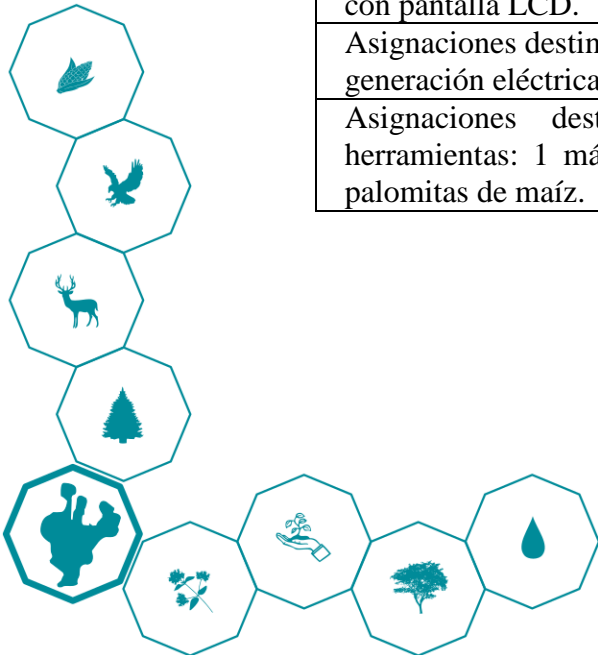 con pantalla LCD.
Asignaciones destin
generación eléctrica
Asignaciones dest
herramientas: 1 má
palomitas de maíz.